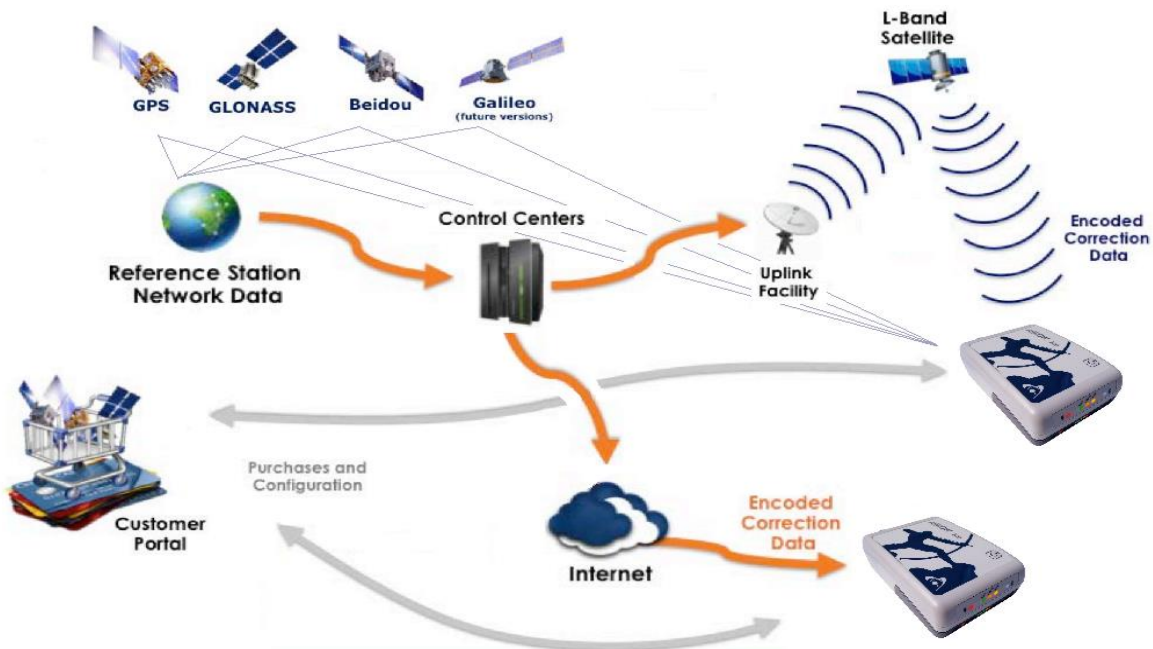 L-Band
Satellite
GPS
GLONASS
Beidou
Galileo
(future versions)
Control Centers
Encoded
Correction
Data
Reference Station
Network Data
Uplink
Facility
Purchases and
Configuration
Customer
Portal
Encoded
Correction
Data
Internet